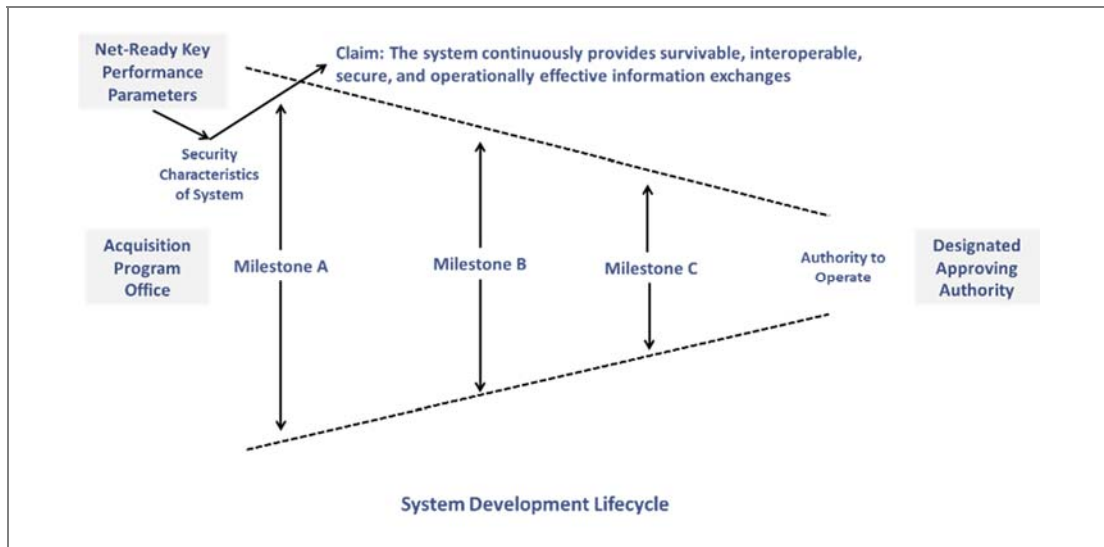 Net-Ready Key
Performance
Parameters
Claim: The system continuously provides survivable, interoperable,
secure, and operationally effective information exchanges
Security
Characteristics
of System
Acquisition
Program
Office
Milestone A
Milestone B
Milestone C
Authority to
Operate
Designated
Approving
Authority
System Development Lifecycle